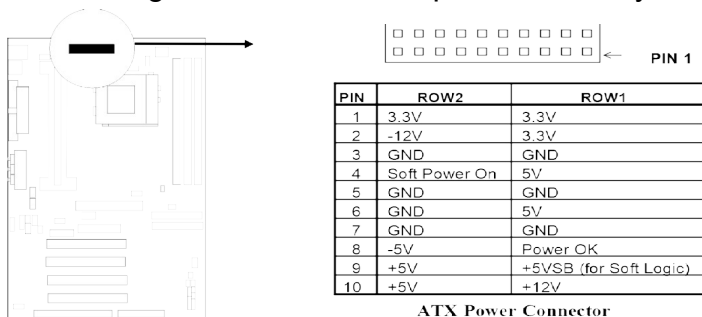 PIN 1
PIN ROW2 ROW1
1 3.3V 3.3V
2 -12V 3.3V
3 GND GND
4 Soft Power On 5V
5 GND GND
6 GND 5V
7 GND GND
8 -5V Power OK
9 +5V +5VSB (for Soft Logic)
10 +5V +12V
ATX Power Connector